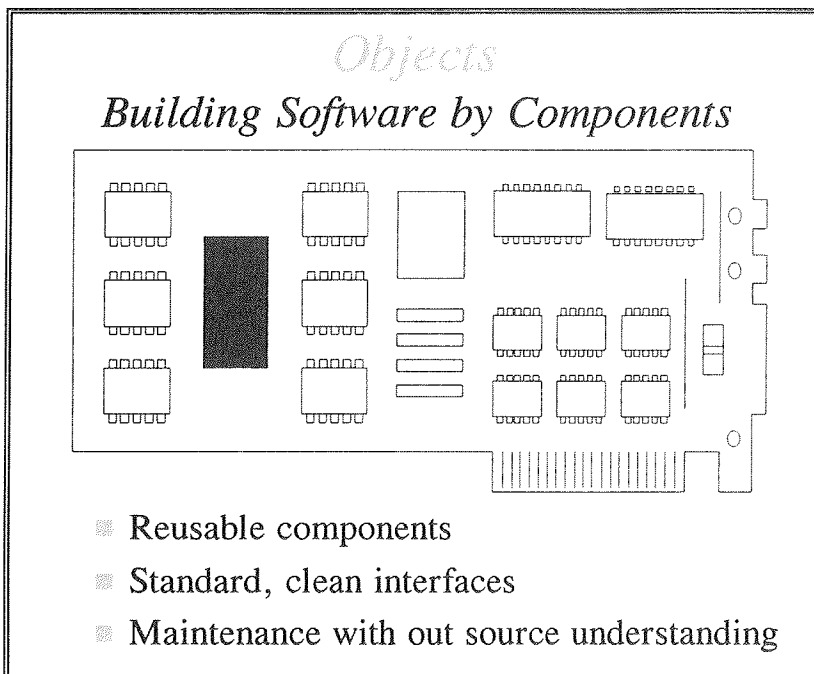 Objects
Building Software by Components
Reusable components
Standard, clean interfaces
Maintenance with out source understanding